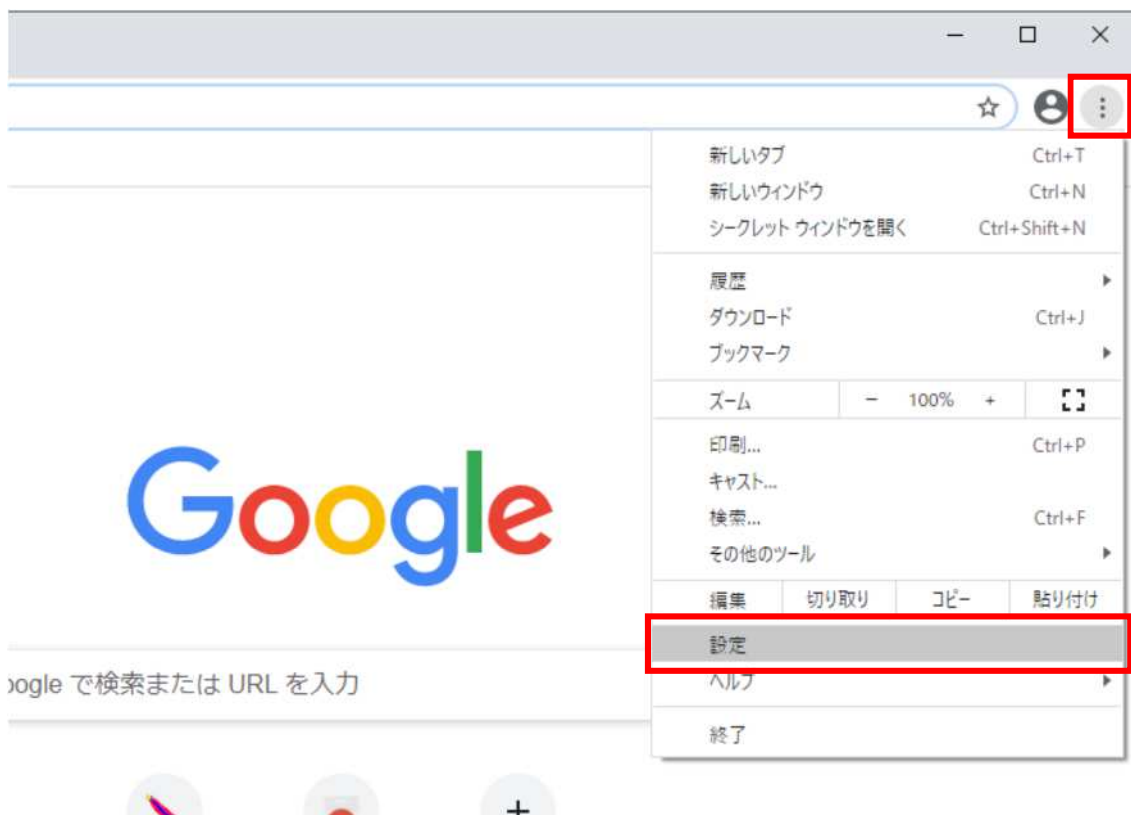 新しいタブ Ctrl+T
新しいウィンドウ Ctrl+N
シークレット ウィンドウを開く Ctrl+Shift+N
履歴
ダウンロード Ctrl+J
ブックマーク
ズーム － 100% +
印刷... Ctrl+P
キャスト...
検索... Ctrl+F
その他のツール
編集 切り取り コピー 貼り付け
設定
ヘルプ
終了
Google
oogle で検索または URL を入力